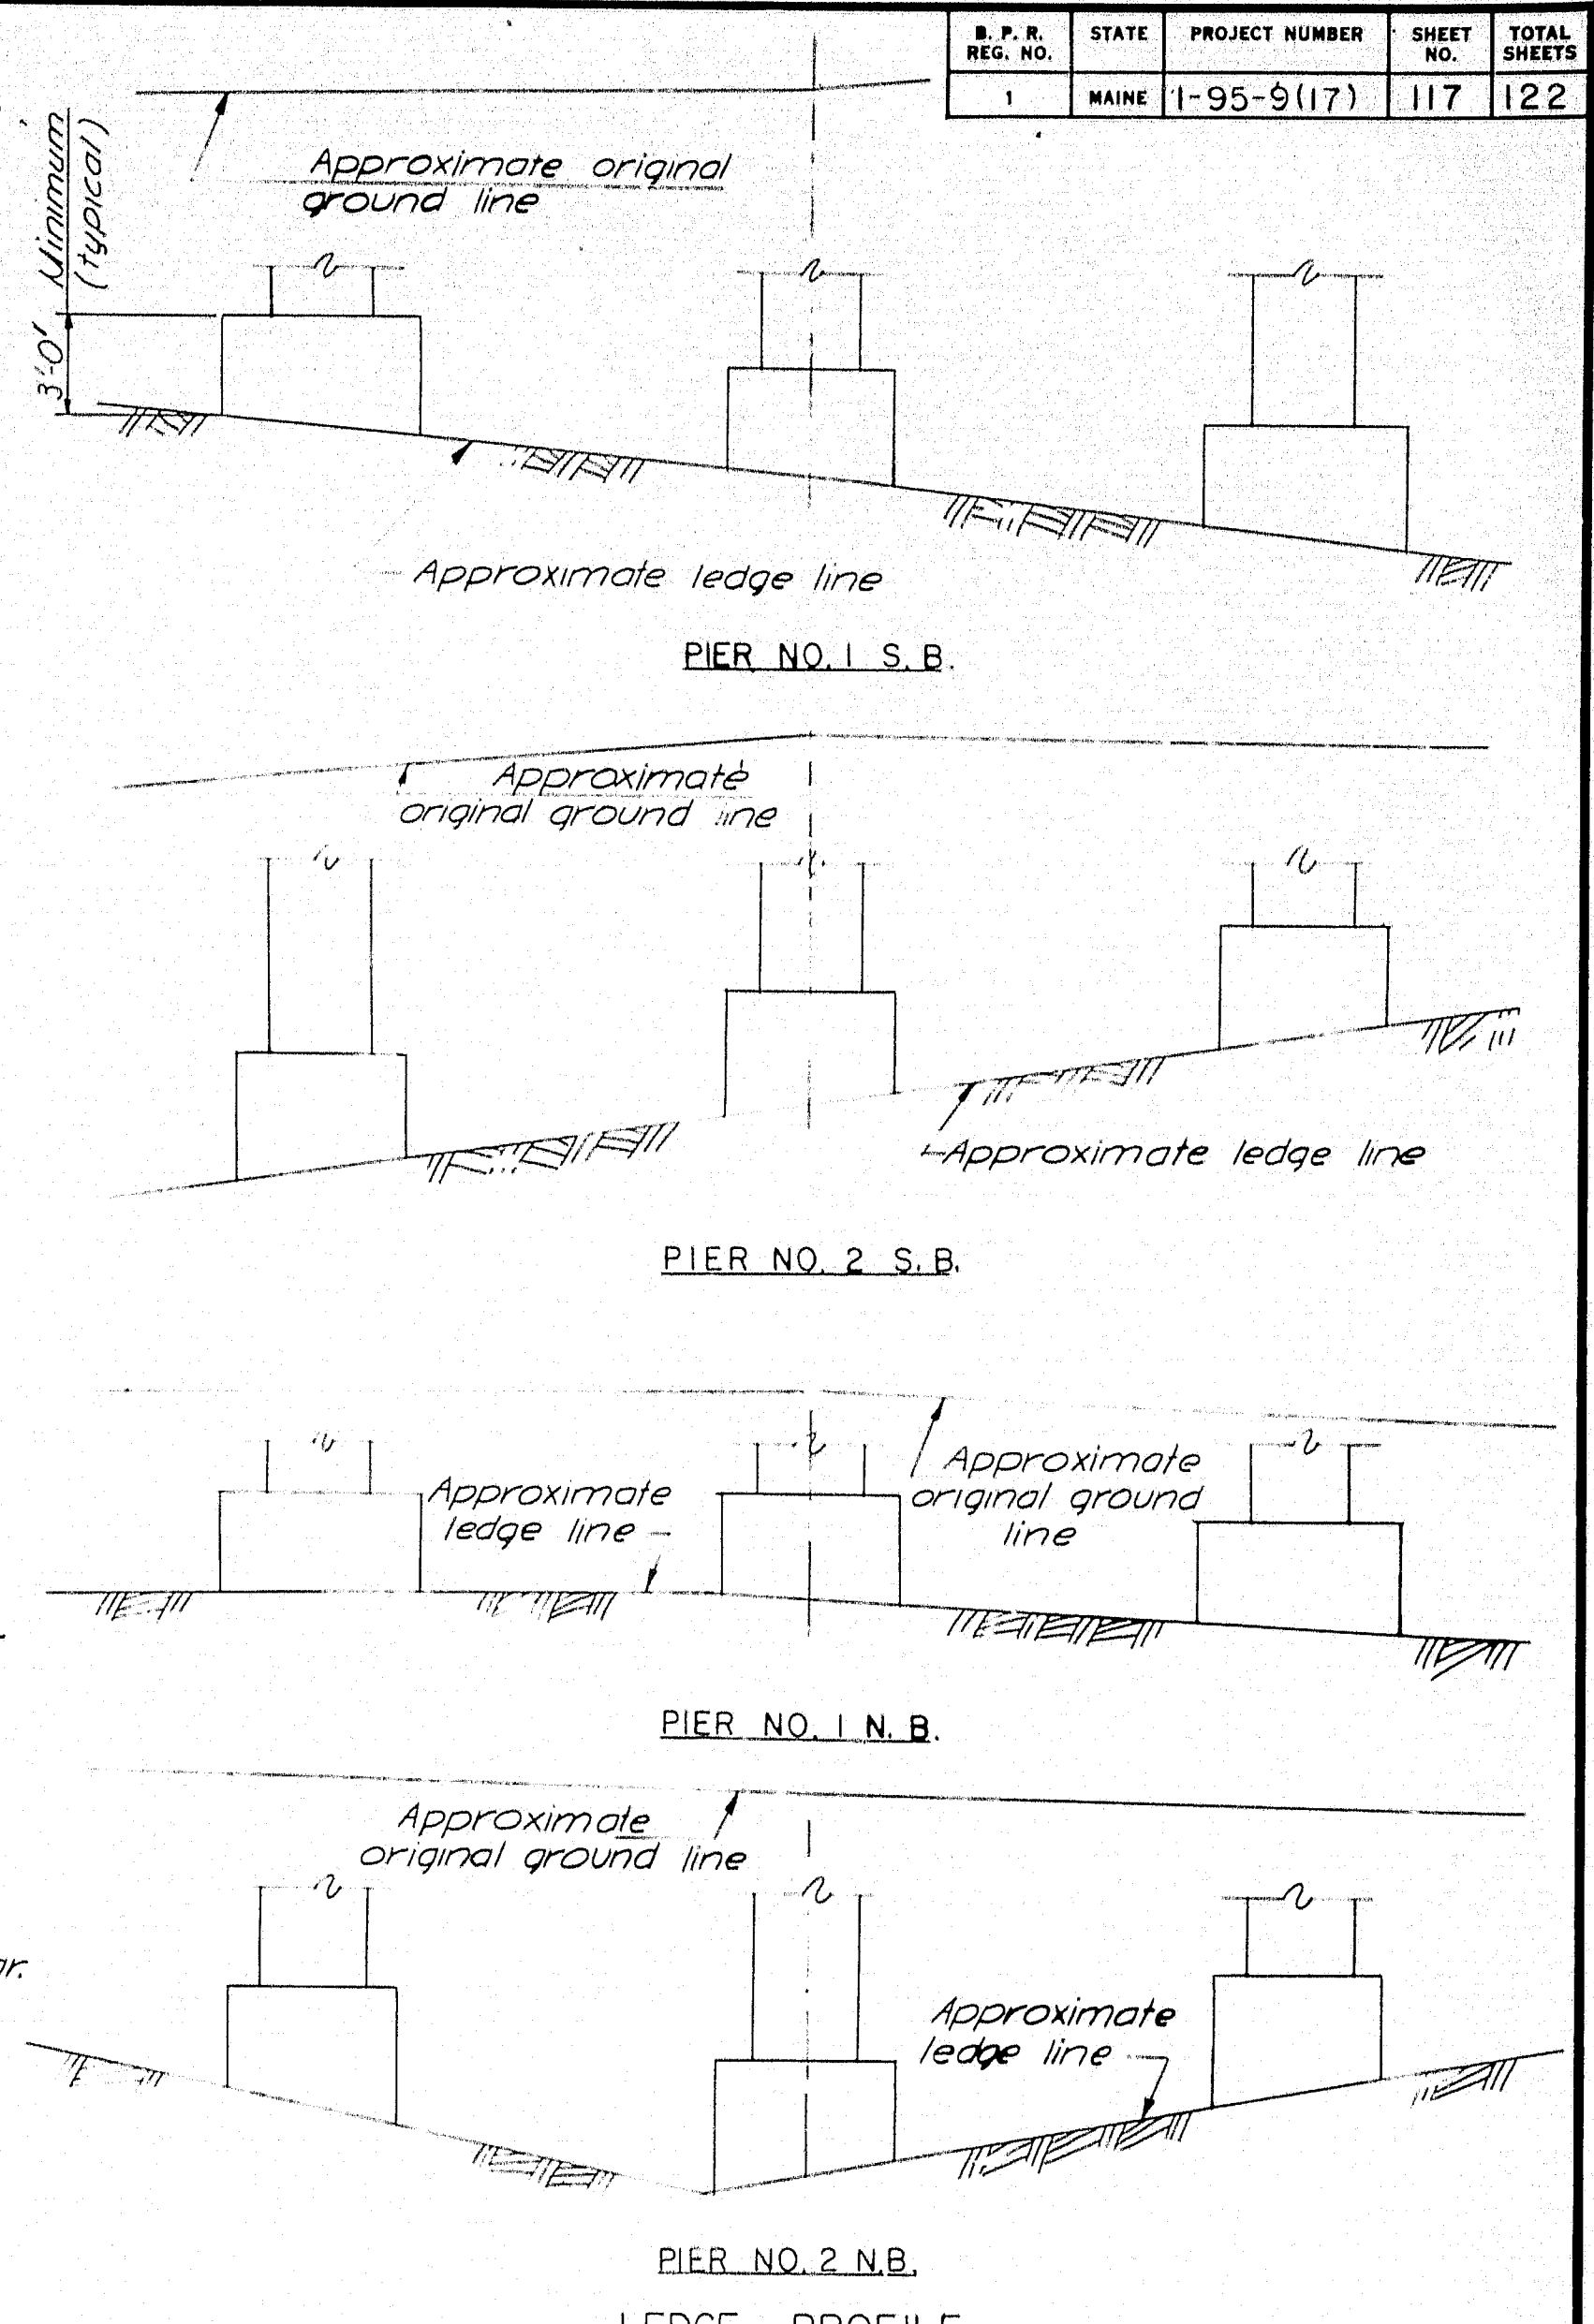 B. P. R. REG. NO. STATE PROJECT NUMBER SHEET NO. TOTAL SHEETS
1 MAINE I-95-9(17) 117 122
Approximate original
ground line
3'-0" Minimum
(typical)
Approximate ledge line
PIER NO. 1 S. B.
Approximate
original ground line
Approximate ledge line
PIER NO. 2 S. B.
Approximate
ledge line
Approximate
original ground
line
PIER NO. 1 N. B.
Approximate
original ground line
Approximate
ledge line
PIER NO. 2 N.B.
LEDGE PROFILE